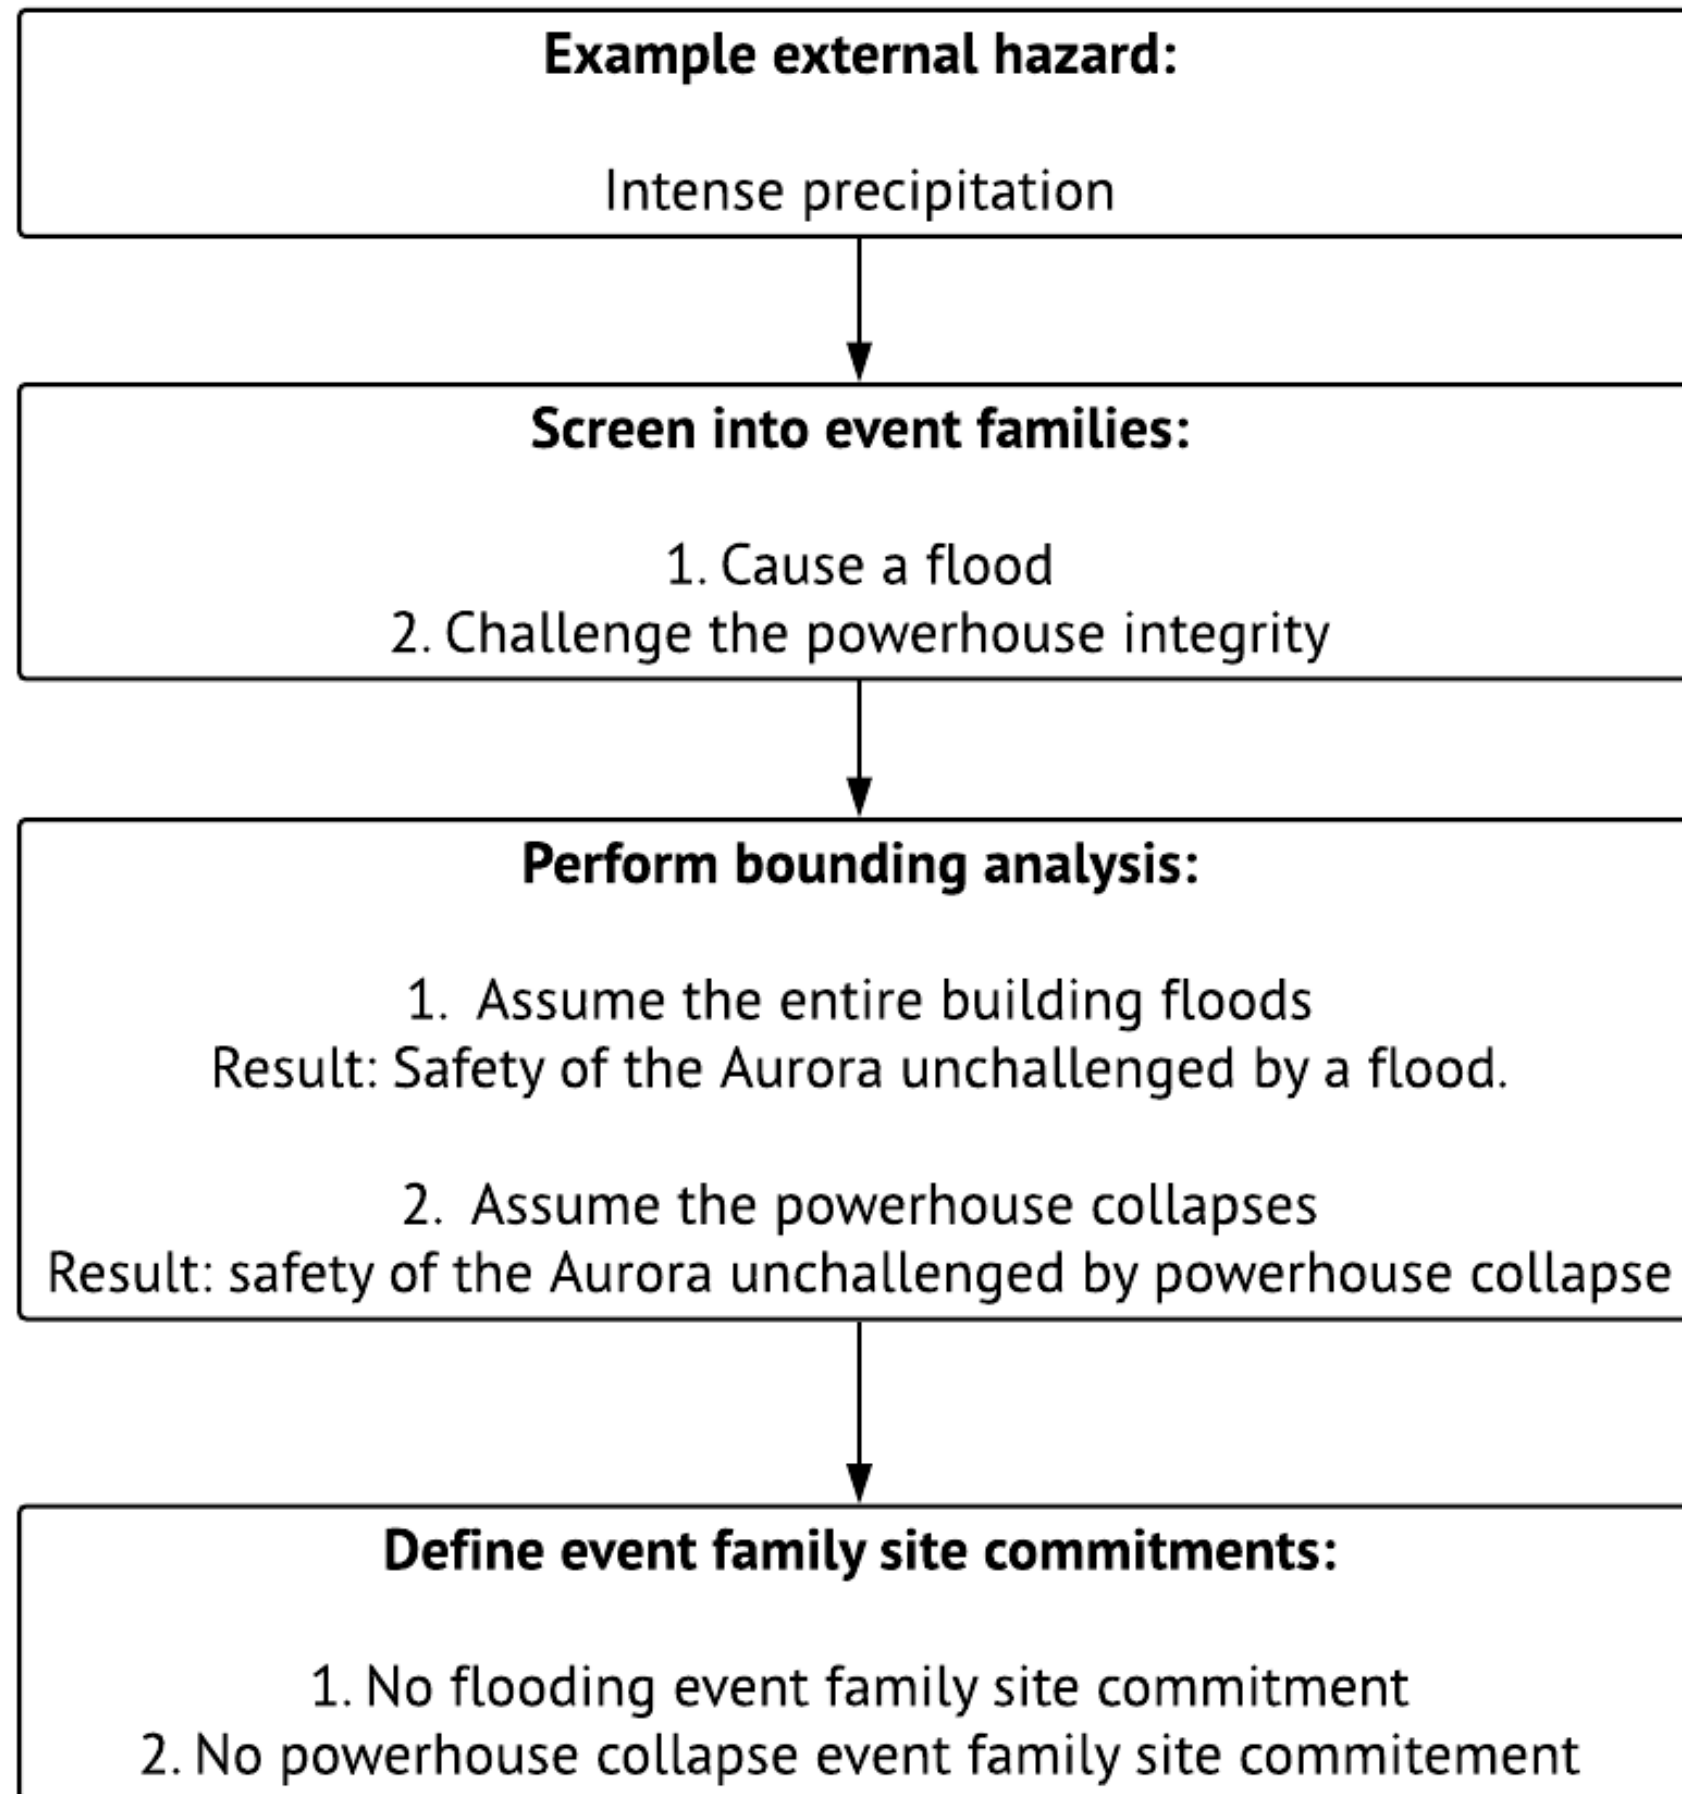 Example external hazard:
Intense precipitation
Screen into event families:
1. Cause a flood
2. Challenge the powerhouse integrity
Perform bounding analysis:
1. Assume the entire building floods
Result: Safety of the Aurora unchallenged by a flood.
2. Assume the powerhouse collapses
Result: safety of the Aurora unchallenged by powerhouse collapse
Define event family site commitments:
1. No flooding event family site commitment
2. No powerhouse collapse event family site commitement